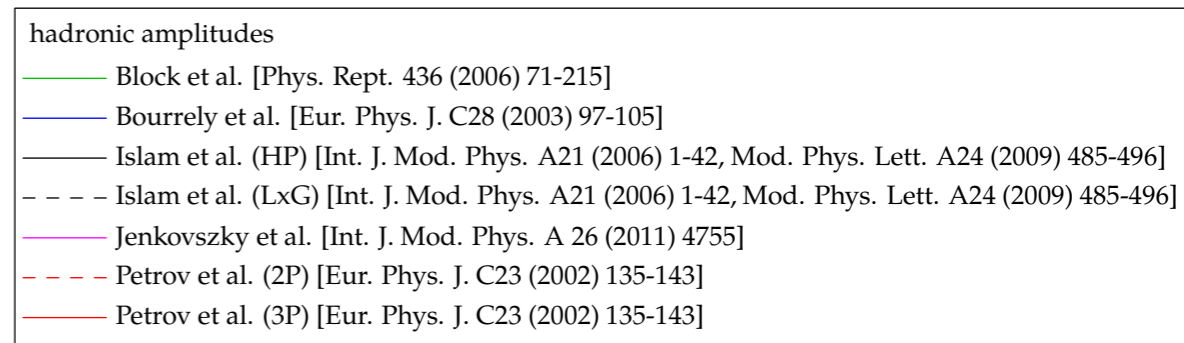 hadronic amplitudes
Block et al. [Phys. Rept. 436 (2006) 71-215]
Bourrely et al. [Eur. Phys. J. C28 (2003) 97-105]
Islam et al. (HP) [Int. J. Mod. Phys. A21 (2006) 1-42, Mod. Phys. Lett. A24 (2009) 485-496]
Islam et al. (LxG) [Int. J. Mod. Phys. A21 (2006) 1-42, Mod. Phys. Lett. A24 (2009) 485-496]
Jenkovszky et al. [Int. J. Mod. Phys. A 26 (2011) 4755]
Petrov et al. (2P) [Eur. Phys. J. C23 (2002) 135-143]
Petrov et al. (3P) [Eur. Phys. J. C23 (2002) 135-143]